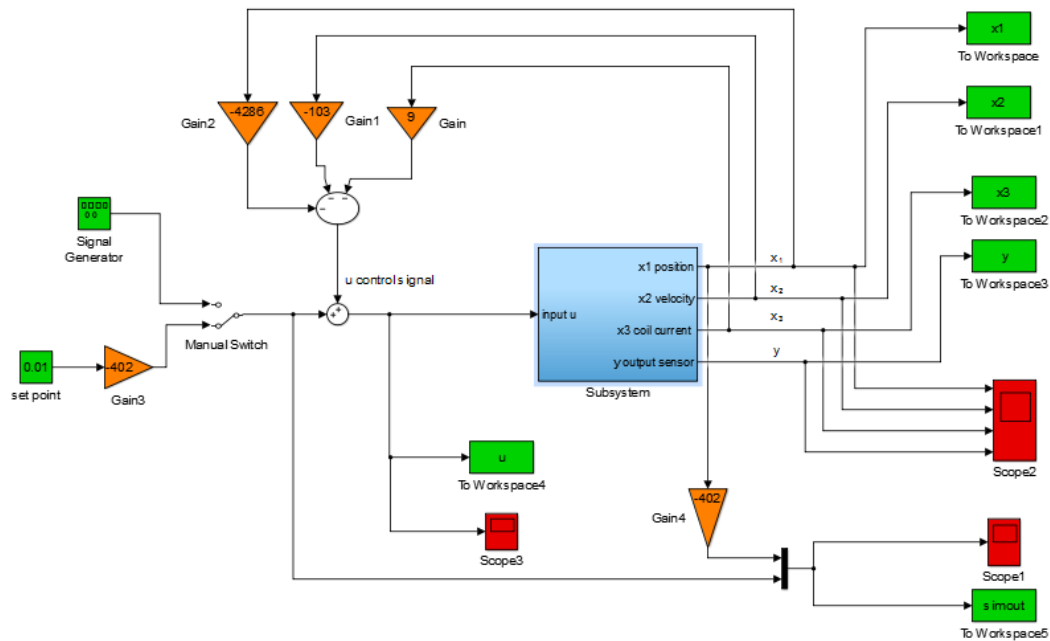 x1
To Workspace
-4286
Gain2
-103
Gain1
9
Gain
x2
To Workspace1
x3
To Workspace2
- -
-
Signal
Generator
y
To Workspace3
u control signal
x₁
x1 position
x₂
x2 velocity
input u
+ +
x₃
x3 coil current
y
y output sensor
Manual Switch
0.01
set point
-402
Gain3
Subsystem
u
To Workspace4
Scope2
-402
Gain4
Scope3
Scope1
simout
To Workspace5